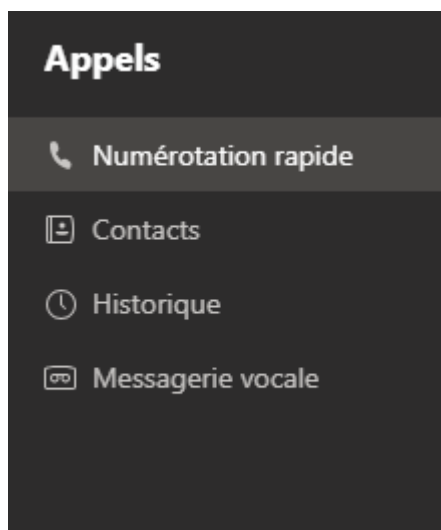 Appels
Numérotation rapide
Contacts
Historique
Messagerie vocale